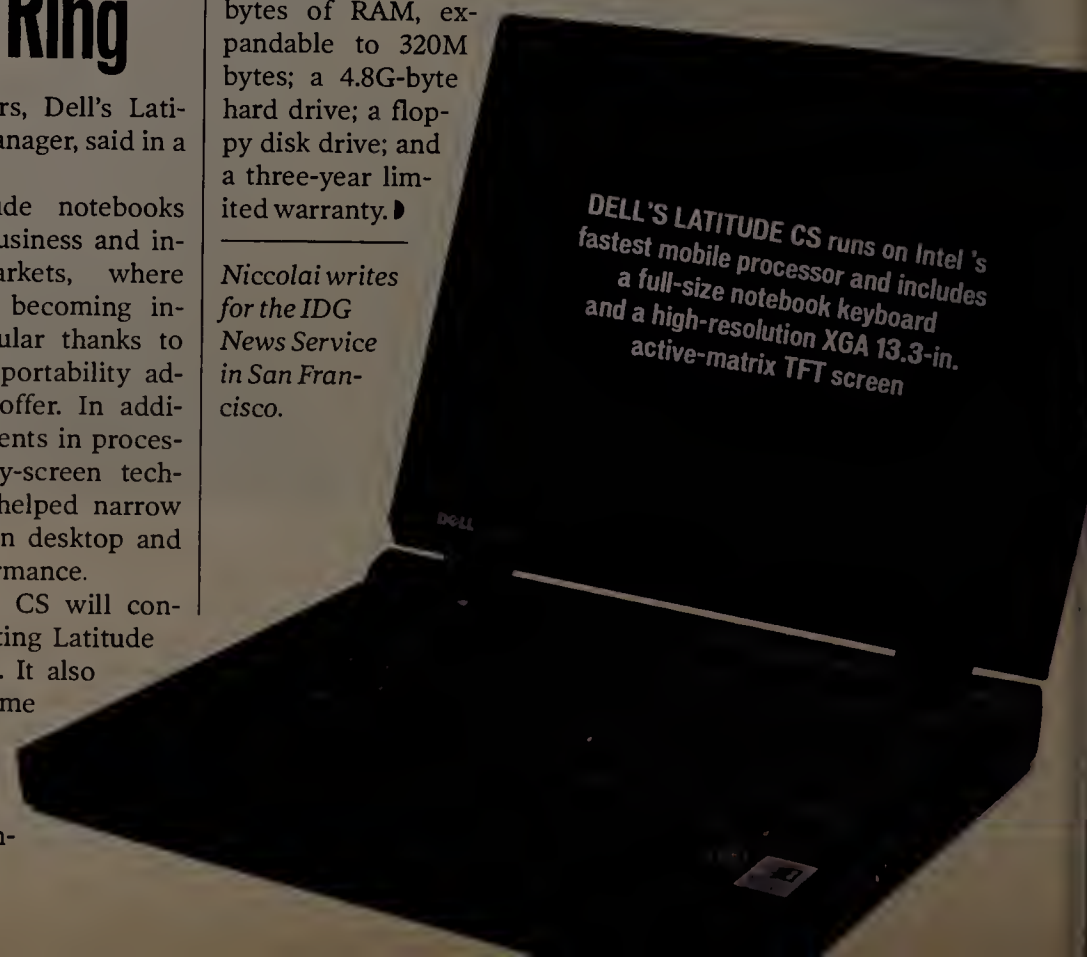 Ring
rs, Dell's Lati-
anager, said in a
de notebooks
usiness and in-
arkets, where
becoming in-
ular thanks to
portability ad-
offer. In addi-
ents in proces-
y-screen tech-
helped narrow
n desktop and
rmance.
CS will con-
ting Latitude
. It also
me
n-
bytes of RAM, ex-
pandable to 320M
bytes; a 4.8G-byte
hard drive; a flop-
py disk drive; and
a three-year lim-
ited warranty.
Niccolai writes
for the IDG
News Service
in San Fran-
cisco.
DELL'S LATITUDE CS runs on Intel 's
fastest mobile processor and includes
a full-size notebook keyboard
and a high-resolution XGA 13.3-in.
active-matrix TFT screen
DELL